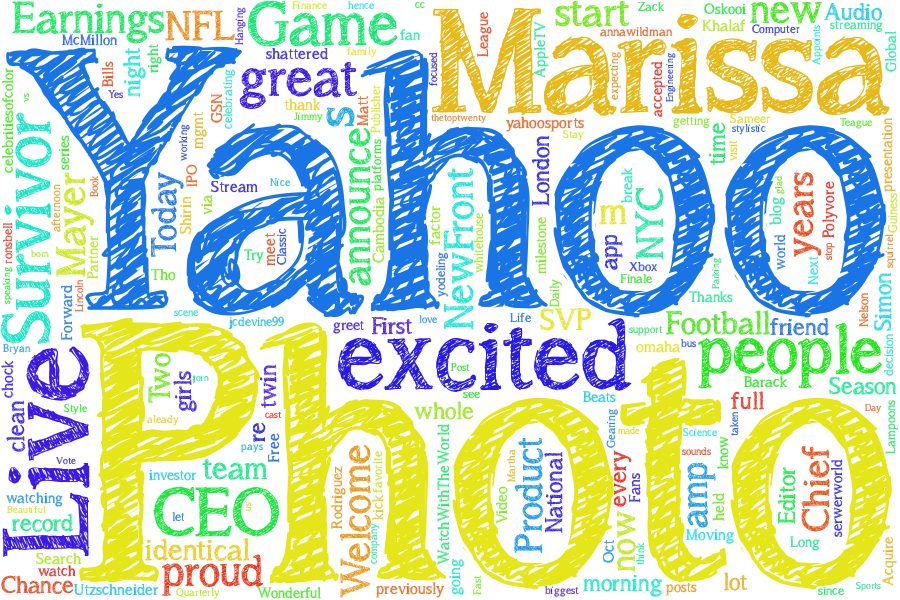 Earnings
NFL
Hanging
Game
Finance
hence
cc
fan
Marissa
League
AppleTV
start
Zack
Oskooi
new
Khalaf
Computer
Audio
streaming
Global
McMillon
celebritiesofcolor
vs
Bills
Yes
night
right
shattered
family
great
thank
Jimmy
s
Matt
Publisher
focused
annawildman
expecting
accepted
Engineering
Appoints
thetoptwenty
yahoosports
Stay
getting
Sameer
stylistic
Teague
time
visit
GSN
celebrating
mgmt
working
IPO
Shirin
via
Stream
Nice
Yahoo
Survivor
series
Mayer
afternoon
Book
Partner
Today
Tho
Try
meet
Classic
announce
Cambodia
platforms
factor
yodeling
NewFront
whitehouse
London
milestone
Daily
app
m
break
NYC
Xbox
Finale
Parking
blog
glad
world
years
Next
Polyvore
stop
presentation
Guiness
squirrel
Simon
Nelson
decision
speaking
ronsbell
born
Forward
Lincoln
scene
jcdevine99
greet
First
love
Life
SVP
support
Thanks
Football
friend
Bryan
chock
Live
clean
Style
Vote
Two
girls
join
already
twin
cast
re
pays
Free
excited
Post
see
Beats
omaha
bus
people
Barack
Season
Photo
watching
Beautiful
record
Search
watch
Chance
Utzschneider
investor
team
let
CEO
us
identical
proud
Quarterly
Wonderful
Rodriguez
Welcome
company
kick
favorite
previously
whole
WatchWithTheWorld
going
Fast
Video
Martha
Product
National
biggest
Gearing
made
every
Fans
Oct
now
think
morning
full
taken
Science
sounds
know
amp
held
Moving
posts
lot
Editor
Chief
serwerworld
Long
since
Day
Lampoons
Acquire
Sports